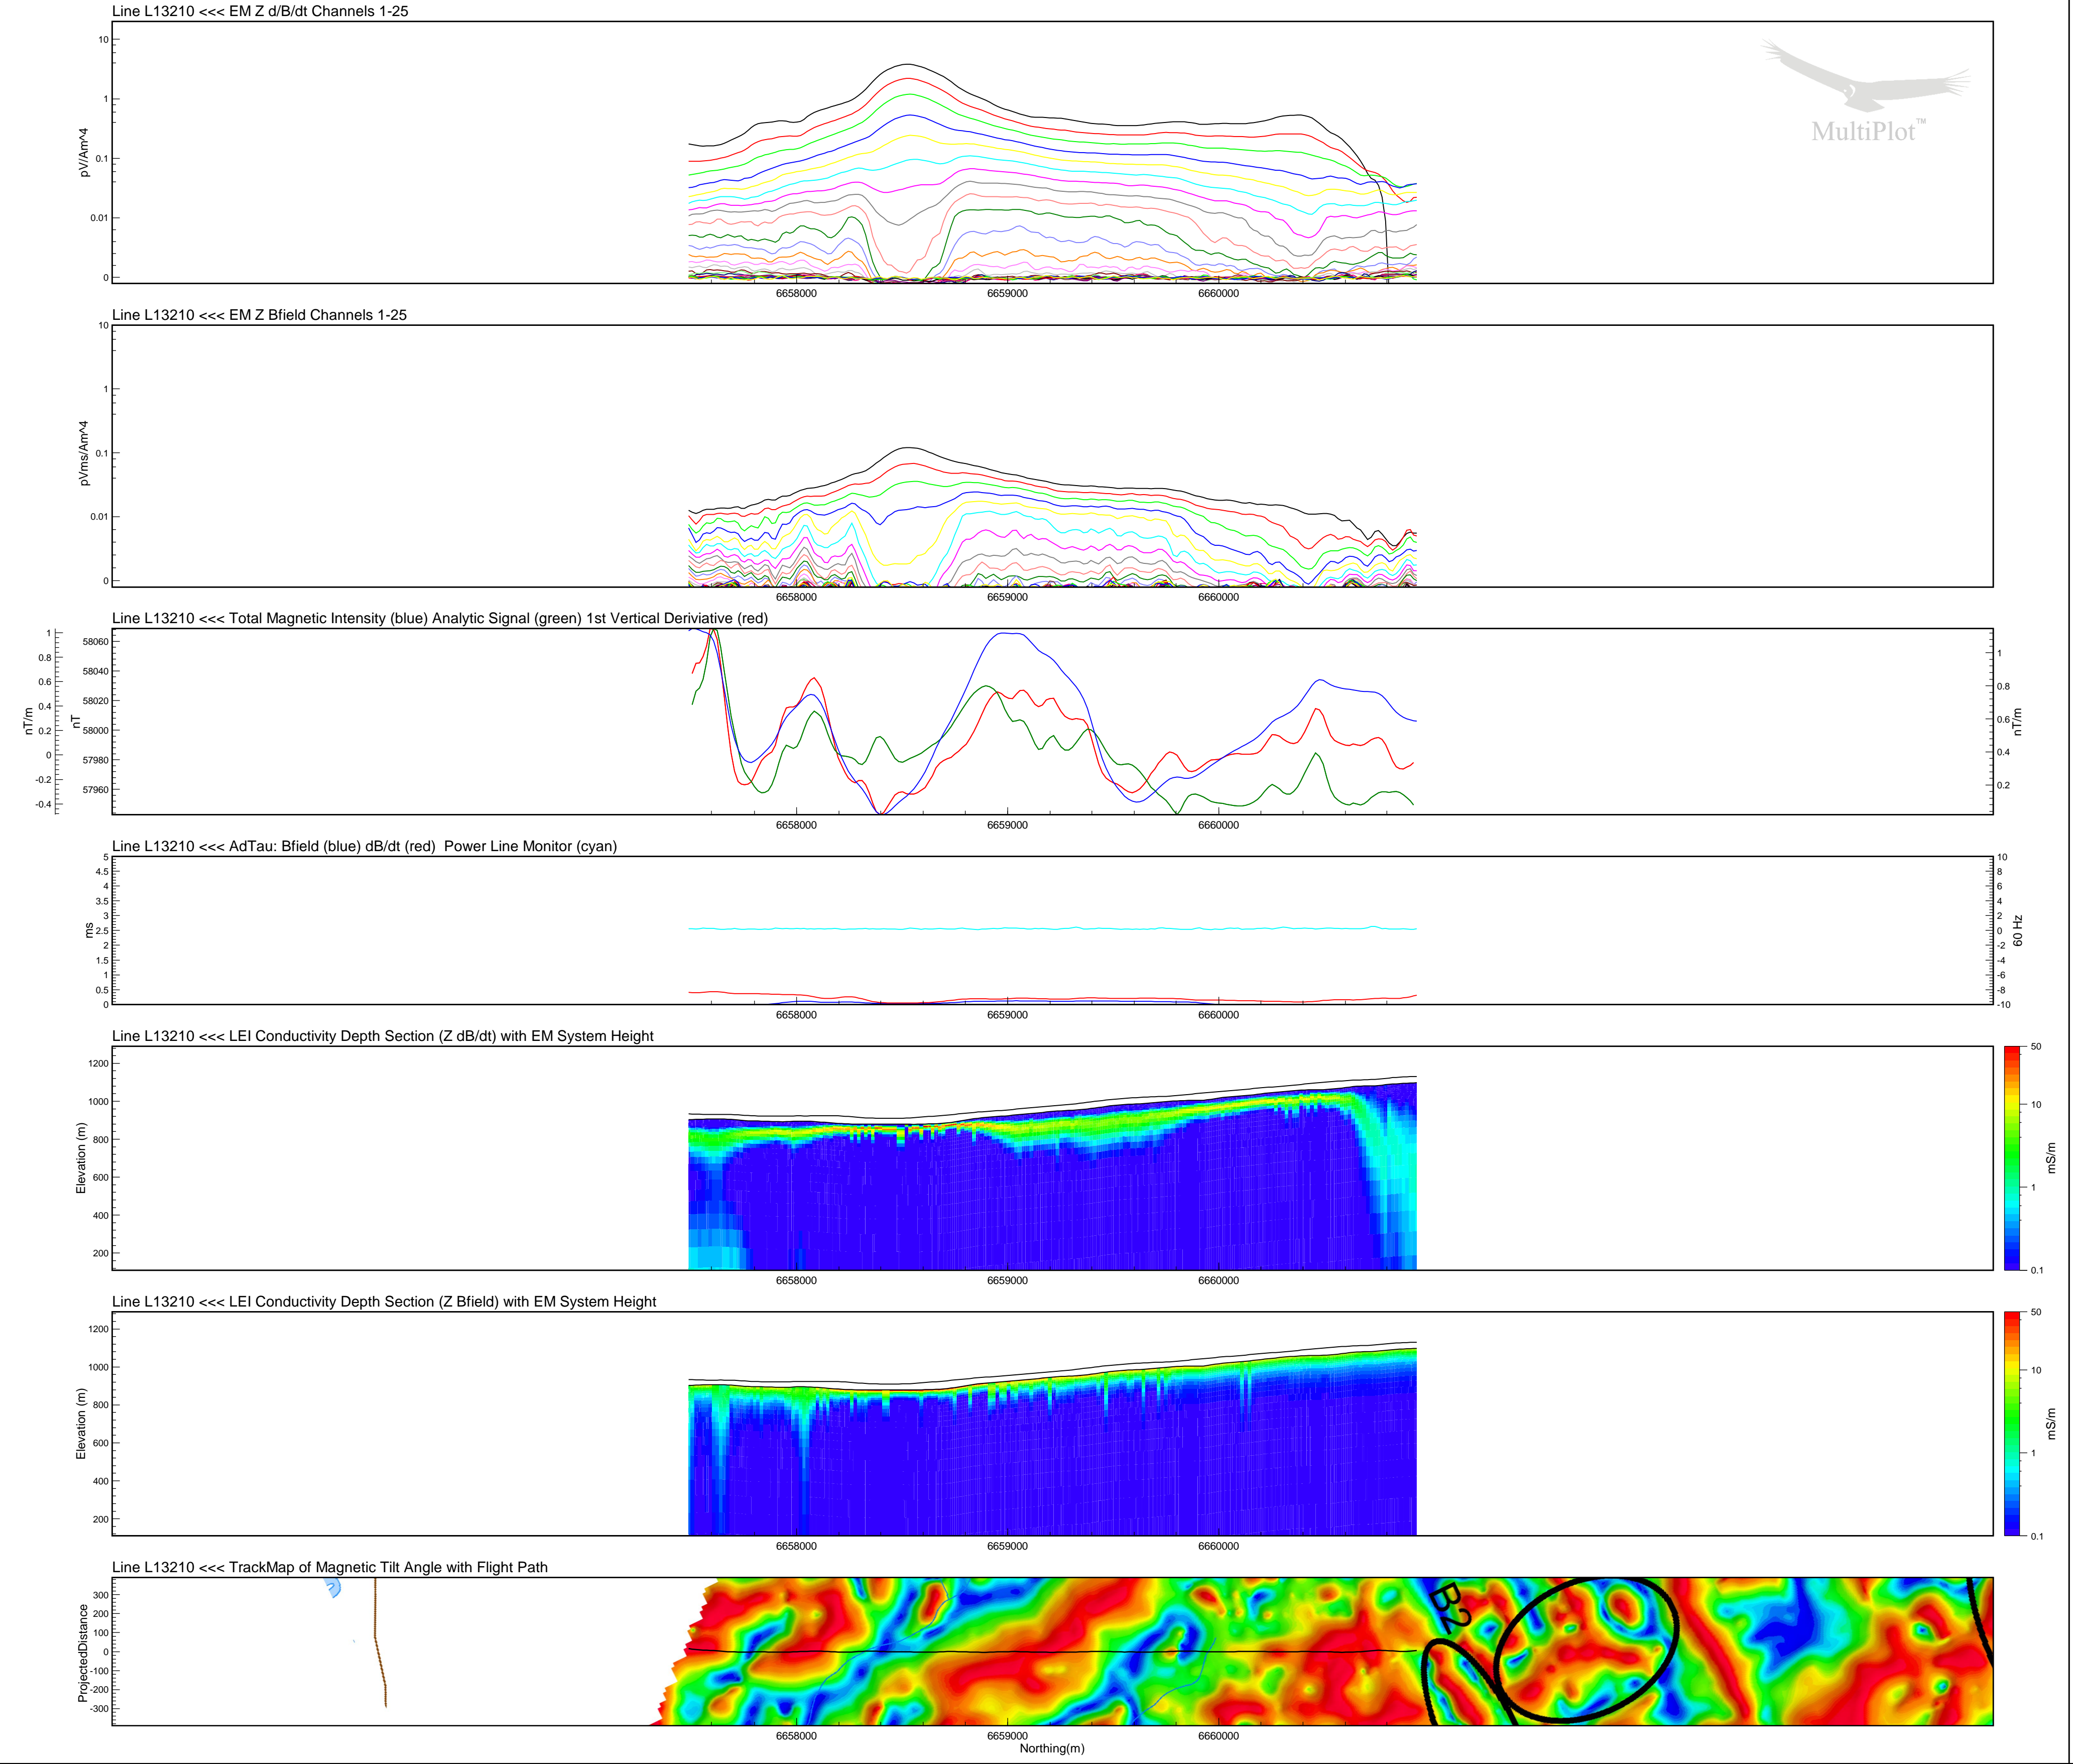 Line L13210 <<< EM Z d/B/dt Channels 1-25
10
1
0.1
0.01
0
pV/Am^4
MultiPlot™
6658000 6659000 6660000
Line L13210 <<< EM Z Bfield Channels 1-25
10
1
0.1
0.01
0
pVms/Am^4
6658000 6659000 6660000
Line L13210 <<< Total Magnetic Intensity (blue) Analytic Signal (green) 1st Vertical Deriviative (red)
1
0.8
0.6
0.4
0.2
0
-0.2
-0.4
nT/m
58060
58040
58020
58000
57980
57960
nT
1
0.8
0.6
0.4
0.2
nT/m
6658000 6659000 6660000
Line L13210 <<< AdTau: Bfield (blue) dB/dt (red) Power Line Monitor (cyan)
5
4.5
4
3.5
3
2.5
2
1.5
1
0.5
0
ms
10
8
6
4
2
0
-2
-4
-6
-8
-10
60 Hz
6658000 6659000 6660000
Line L13210 <<< LEI Conductivity Depth Section (Z dB/dt) with EM System Height
1200
1000
800
600
400
200
Elevation (m)
50
10
1
0.1
mS/m
6658000 6659000 6660000
Line L13210 <<< LEI Conductivity Depth Section (Z Bfield) with EM System Height
1200
1000
800
600
400
200
Elevation (m)
50
10
1
0.1
mS/m
6658000 6659000 6660000
Line L13210 <<< TrackMap of Magnetic Tilt Angle with Flight Path
300
200
100
0
-100
-200
-300
ProjectedDistance
B2
6658000 6659000 6660000
Northing(m)